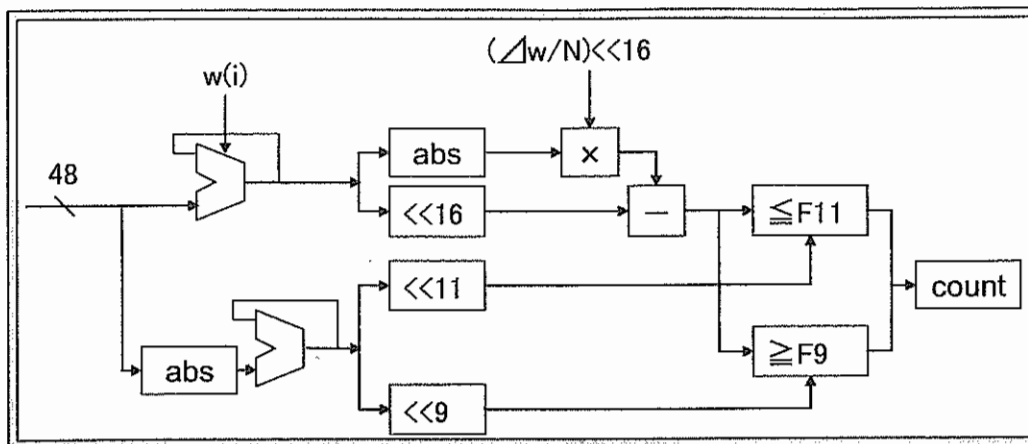 (⊿w/N)<<16
w(i)
48
abs
×
<<16
−
≦F11
<<11
count
abs
≧F9
<<9